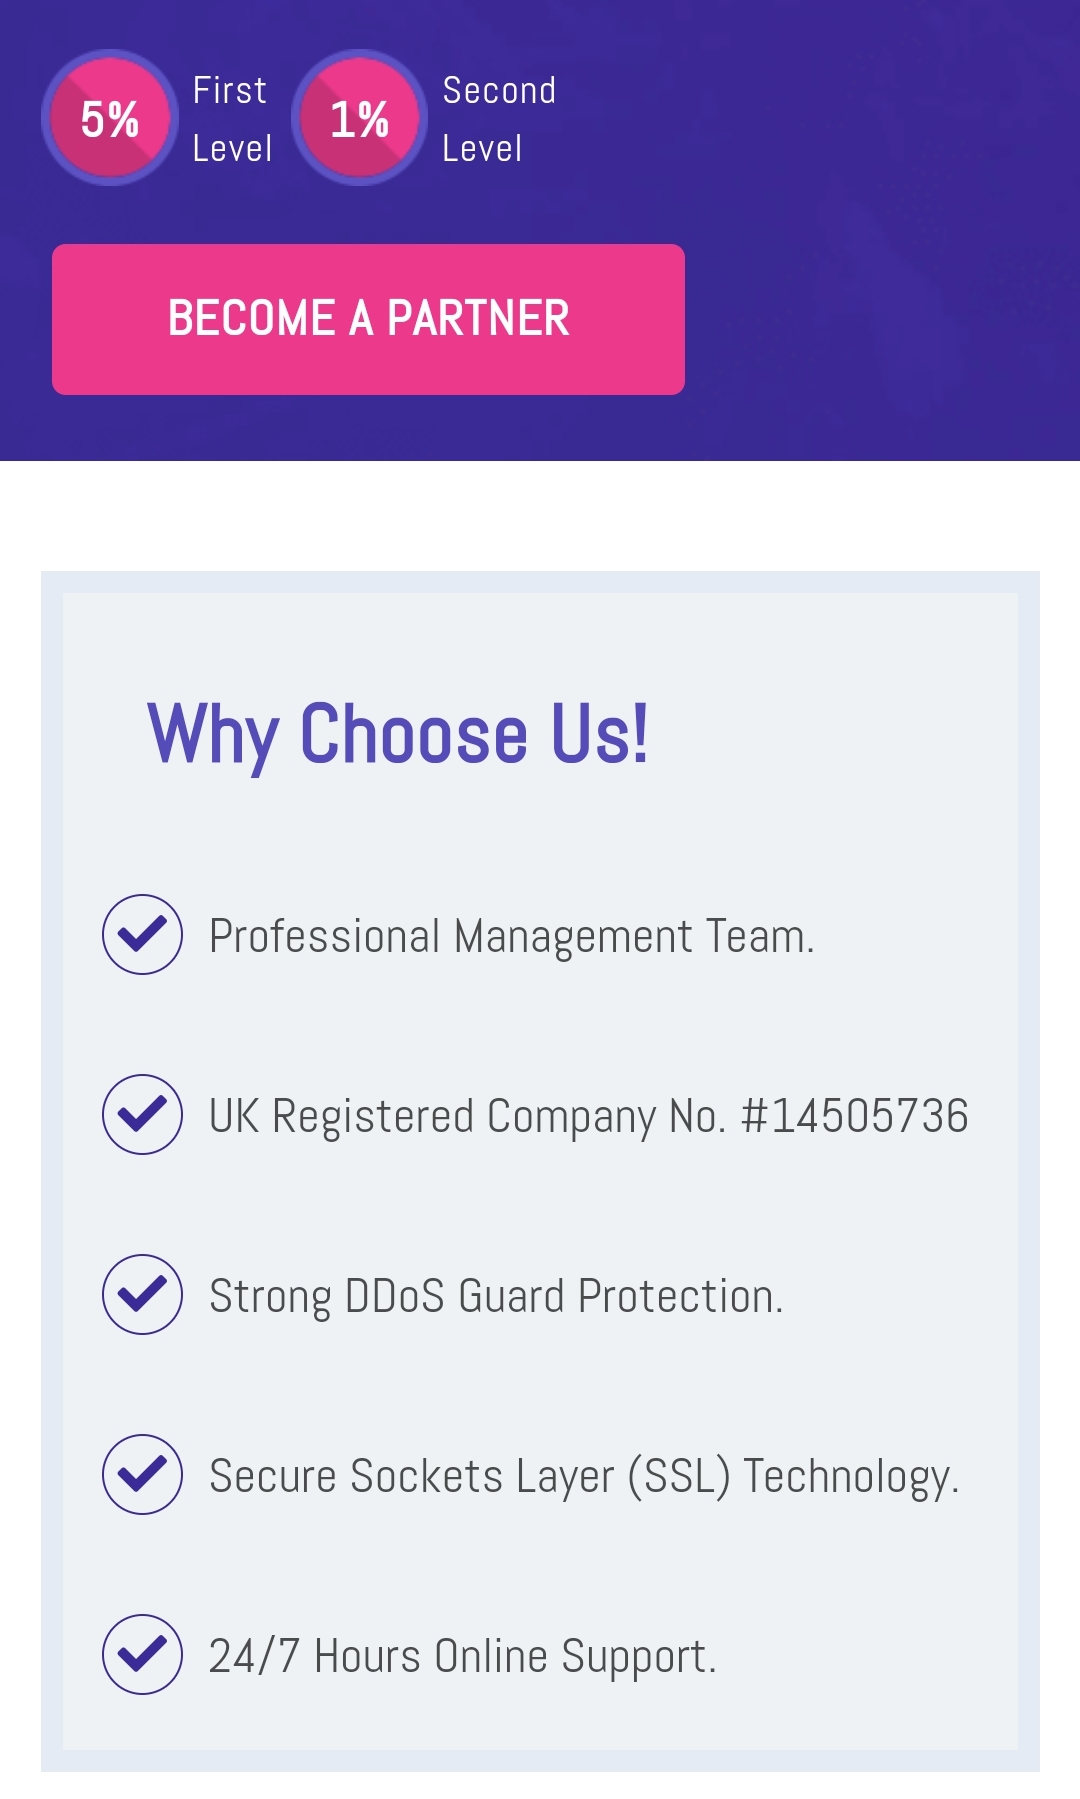 5%
First
Level
1%
Second
Level
BECOME A PARTNER
Why Choose Us!
Professional Management Team.
UK Registered Company No. #14505736
Strong DDoS Guard Protection.
Secure Sockets Layer (SSL) Technology.
24/7 Hours Online Support.